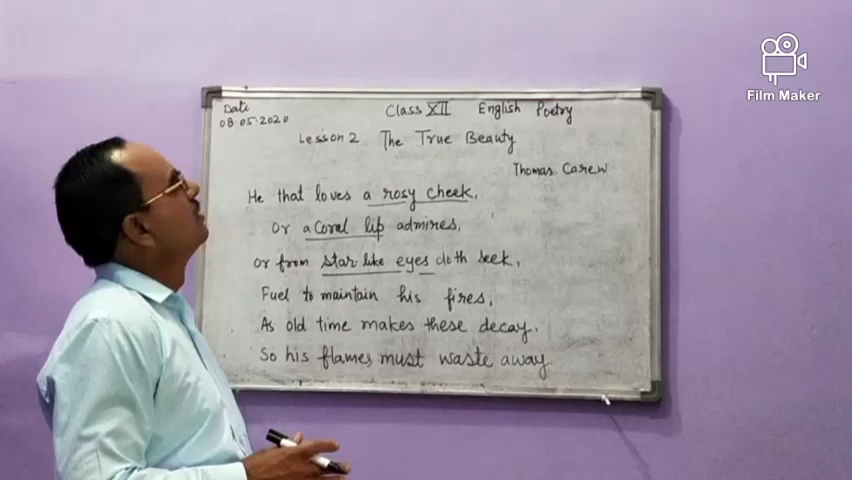 Film Maker
Date
08.05.2020
Class XII English Poetry
Lesson 2 The True Beauty
Thomas Carew
He that loves a rosy cheek,
Or a Coral lip admires,
Or from star-like eyes doth seek,
Fuel to maintain his fires;
As old time makes these decay,
So his flames must waste away